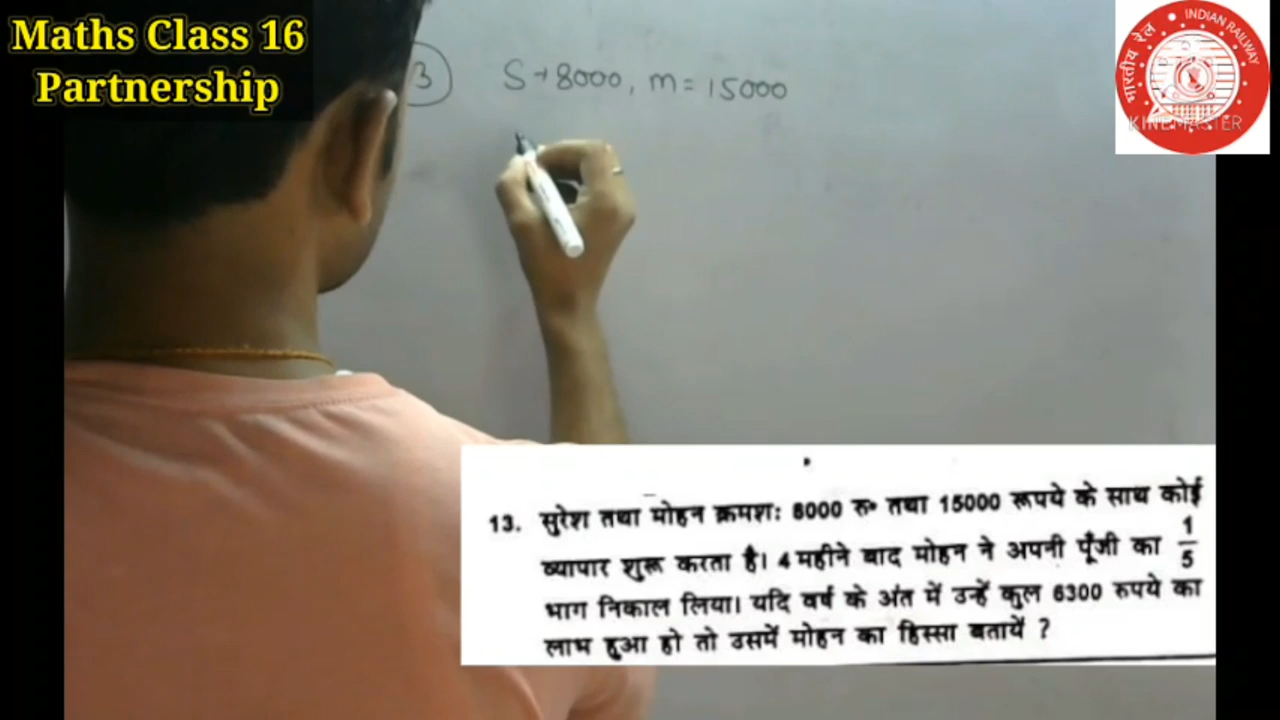 Maths Class 16
Partnership
भारतीय रेल INDIAN RAILWAY
KINEMASTER
3 S → 8000, m = 15000
13. सुरेश तथा मोहन क्रमशः 8000 रु० तथा 15000 रूपये के साथ कोई
व्यापार शुरू करता है। 4 महीने बाद मोहन ने अपनी पूँजी का 1/5
भाग निकाल लिया। यदि वर्ष के अंत में उन्हें कुल 6300 रुपये का
लाभ हुआ हो तो उसमें मोहन का हिस्सा बतायें ?